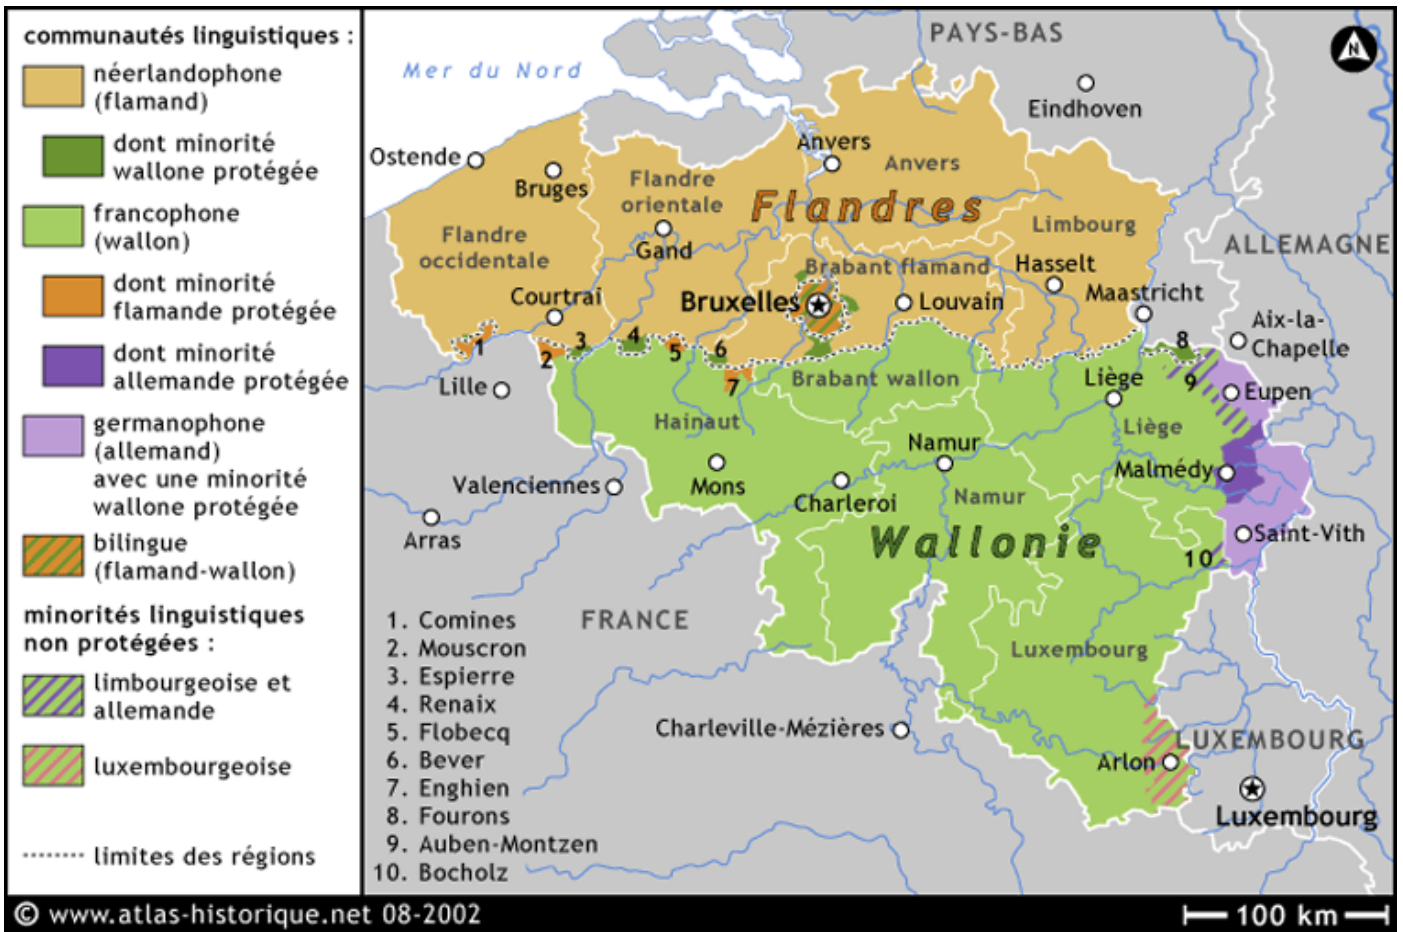 communautés linguistiques :
néerlandophone
(flamand)
dont minorité
wallone protégée
francophone
(wallon)
dont minorité
flamande protégée
dont minorité
allemande protégée
germanophone
(allemand)
avec une minorité
wallone protégée
bilingue
(flamand-wallon)
minorités linguistiques
non protégées :
limbourgeoise et
allemande
luxembourgeoise
limites des régions
PAYS-BAS
N
Mer du Nord
Eindhoven
Anvers
Ostende
Anvers
Bruges
Flandre
orientale
Flandres
Limbourg
Flandre
occidentale
Gand
ALLEMAGNE
Brabant flamand
Hasselt
Courtrai
Bruxelles
Louvain
Maastricht
Aix-la-
Chapelle
1
2
3
4
5
6
7
8
9
Lille
Brabant wallon
Liège
Eupen
Hainaut
Liège
Namur
Malmédy
Valenciennes
Mons
Charleroi
Namur
Arras
Wallonie
Saint-Vith
10
FRANCE
Luxembourg
1. Comines
2. Mouscron
3. Espierre
4. Renaix
5. Flobecq
6. Bever
7. Enghien
8. Fourons
9. Auben-Montzen
10. Bocholz
Charleville-Mézières
LUXEMBOURG
Arlon
Luxembourg
© www.atlas-historique.net 08-2002
100 km